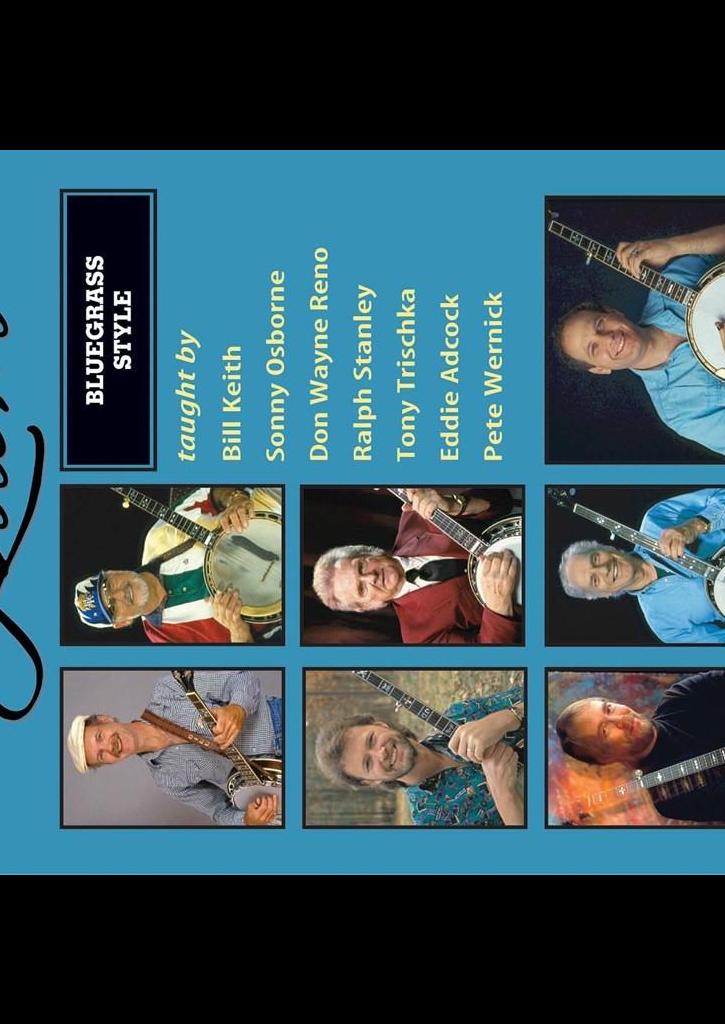 BLUEGRASS
STYLE
taught by
Bill Keith
Sonny Osborne
Don Wayne Reno
Ralph Stanley
Tony Trischka
Eddie Adcock
Pete Wernick